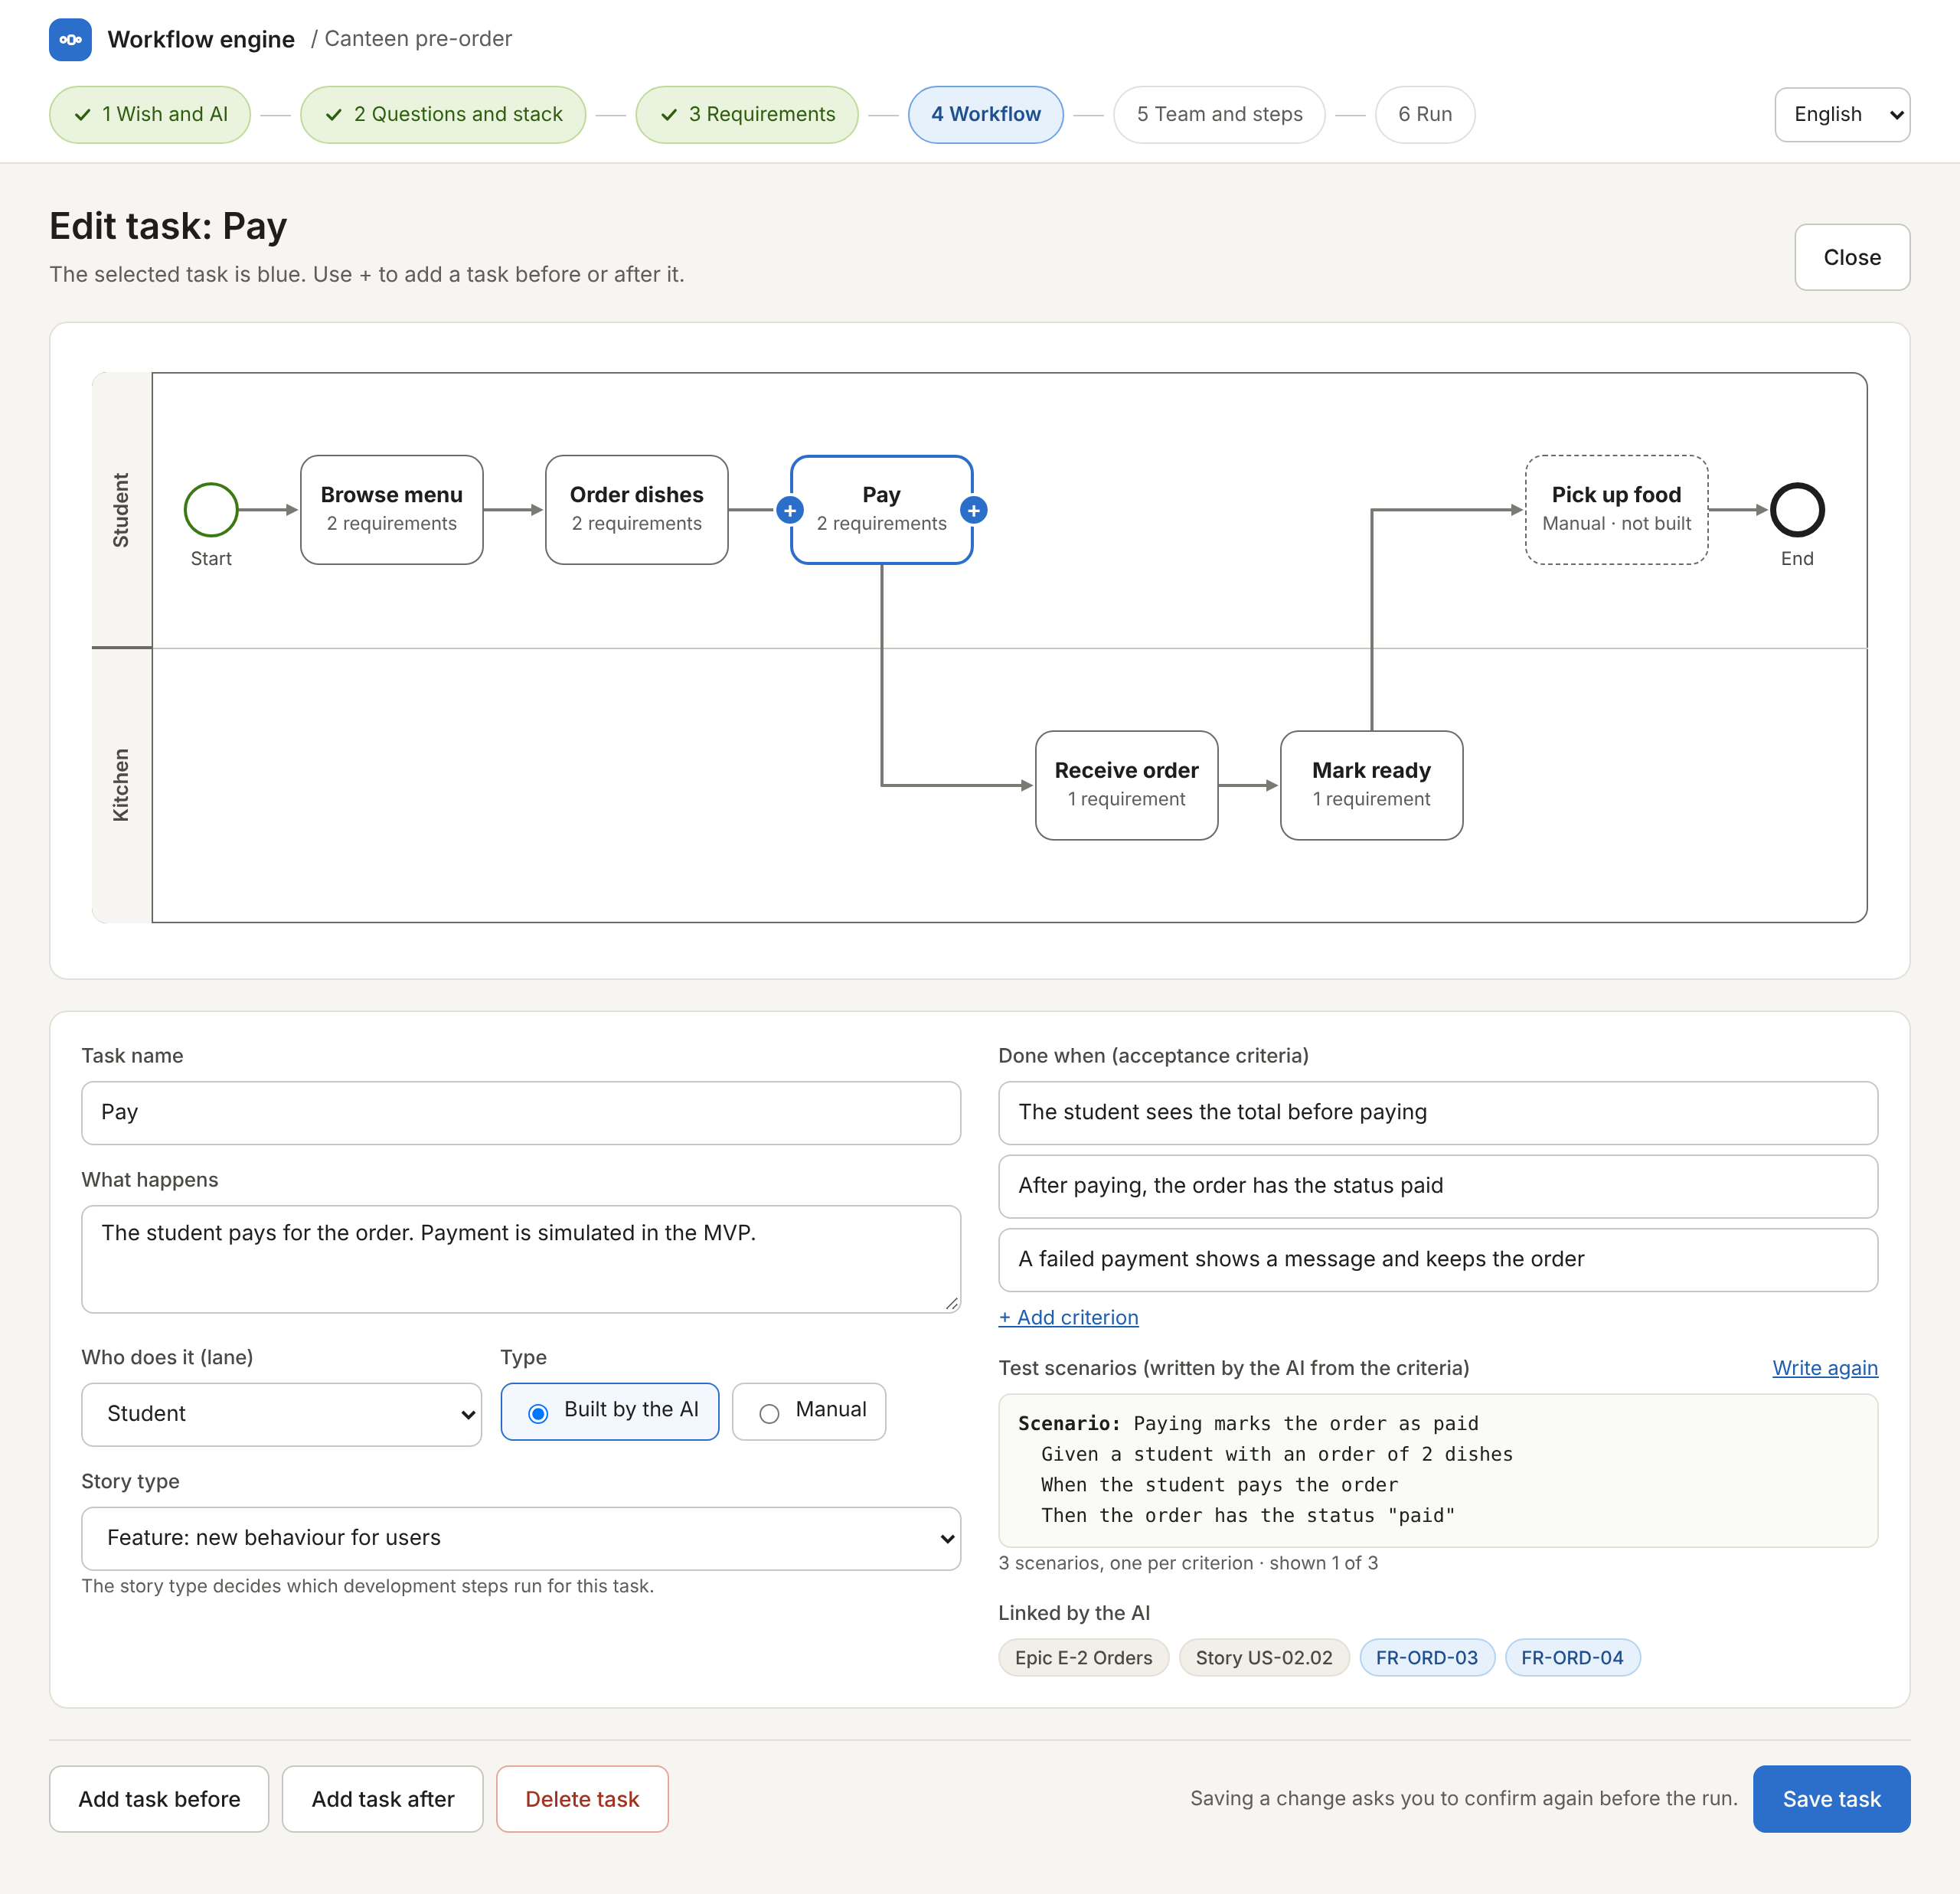 Workflow engine / Canteen pre-order
1 Wish and AI
2 Questions and stack
3 Requirements
4 Workflow
5 Team and steps
6 Run
English
Edit task: Pay
The selected task is blue. Use + to add a task before or after it.
Close
Student
Start
Browse menu
2 requirements
Order dishes
2 requirements
+
Pay
2 requirements
+
Pick up food
Manual · not built
End
Kitchen
Receive order
1 requirement
Mark ready
1 requirement
Task name
Pay
What happens
The student pays for the order. Payment is simulated in the MVP.
Who does it (lane)
Student
Type
Built by the AI
Manual
Story type
Feature: new behaviour for users
The story type decides which development steps run for this task.
Done when (acceptance criteria)
The student sees the total before paying
After paying, the order has the status paid
A failed payment shows a message and keeps the order
+ Add criterion
Test scenarios (written by the AI from the criteria)
Write again
Scenario: Paying marks the order as paid
Given a student with an order of 2 dishes
When the student pays the order
Then the order has the status "paid"
3 scenarios, one per criterion · shown 1 of 3
Linked by the AI
Epic E-2 Orders
Story US-02.02
FR-ORD-03
FR-ORD-04
Add task before
Add task after
Delete task
Saving a change asks you to confirm again before the run.
Save task